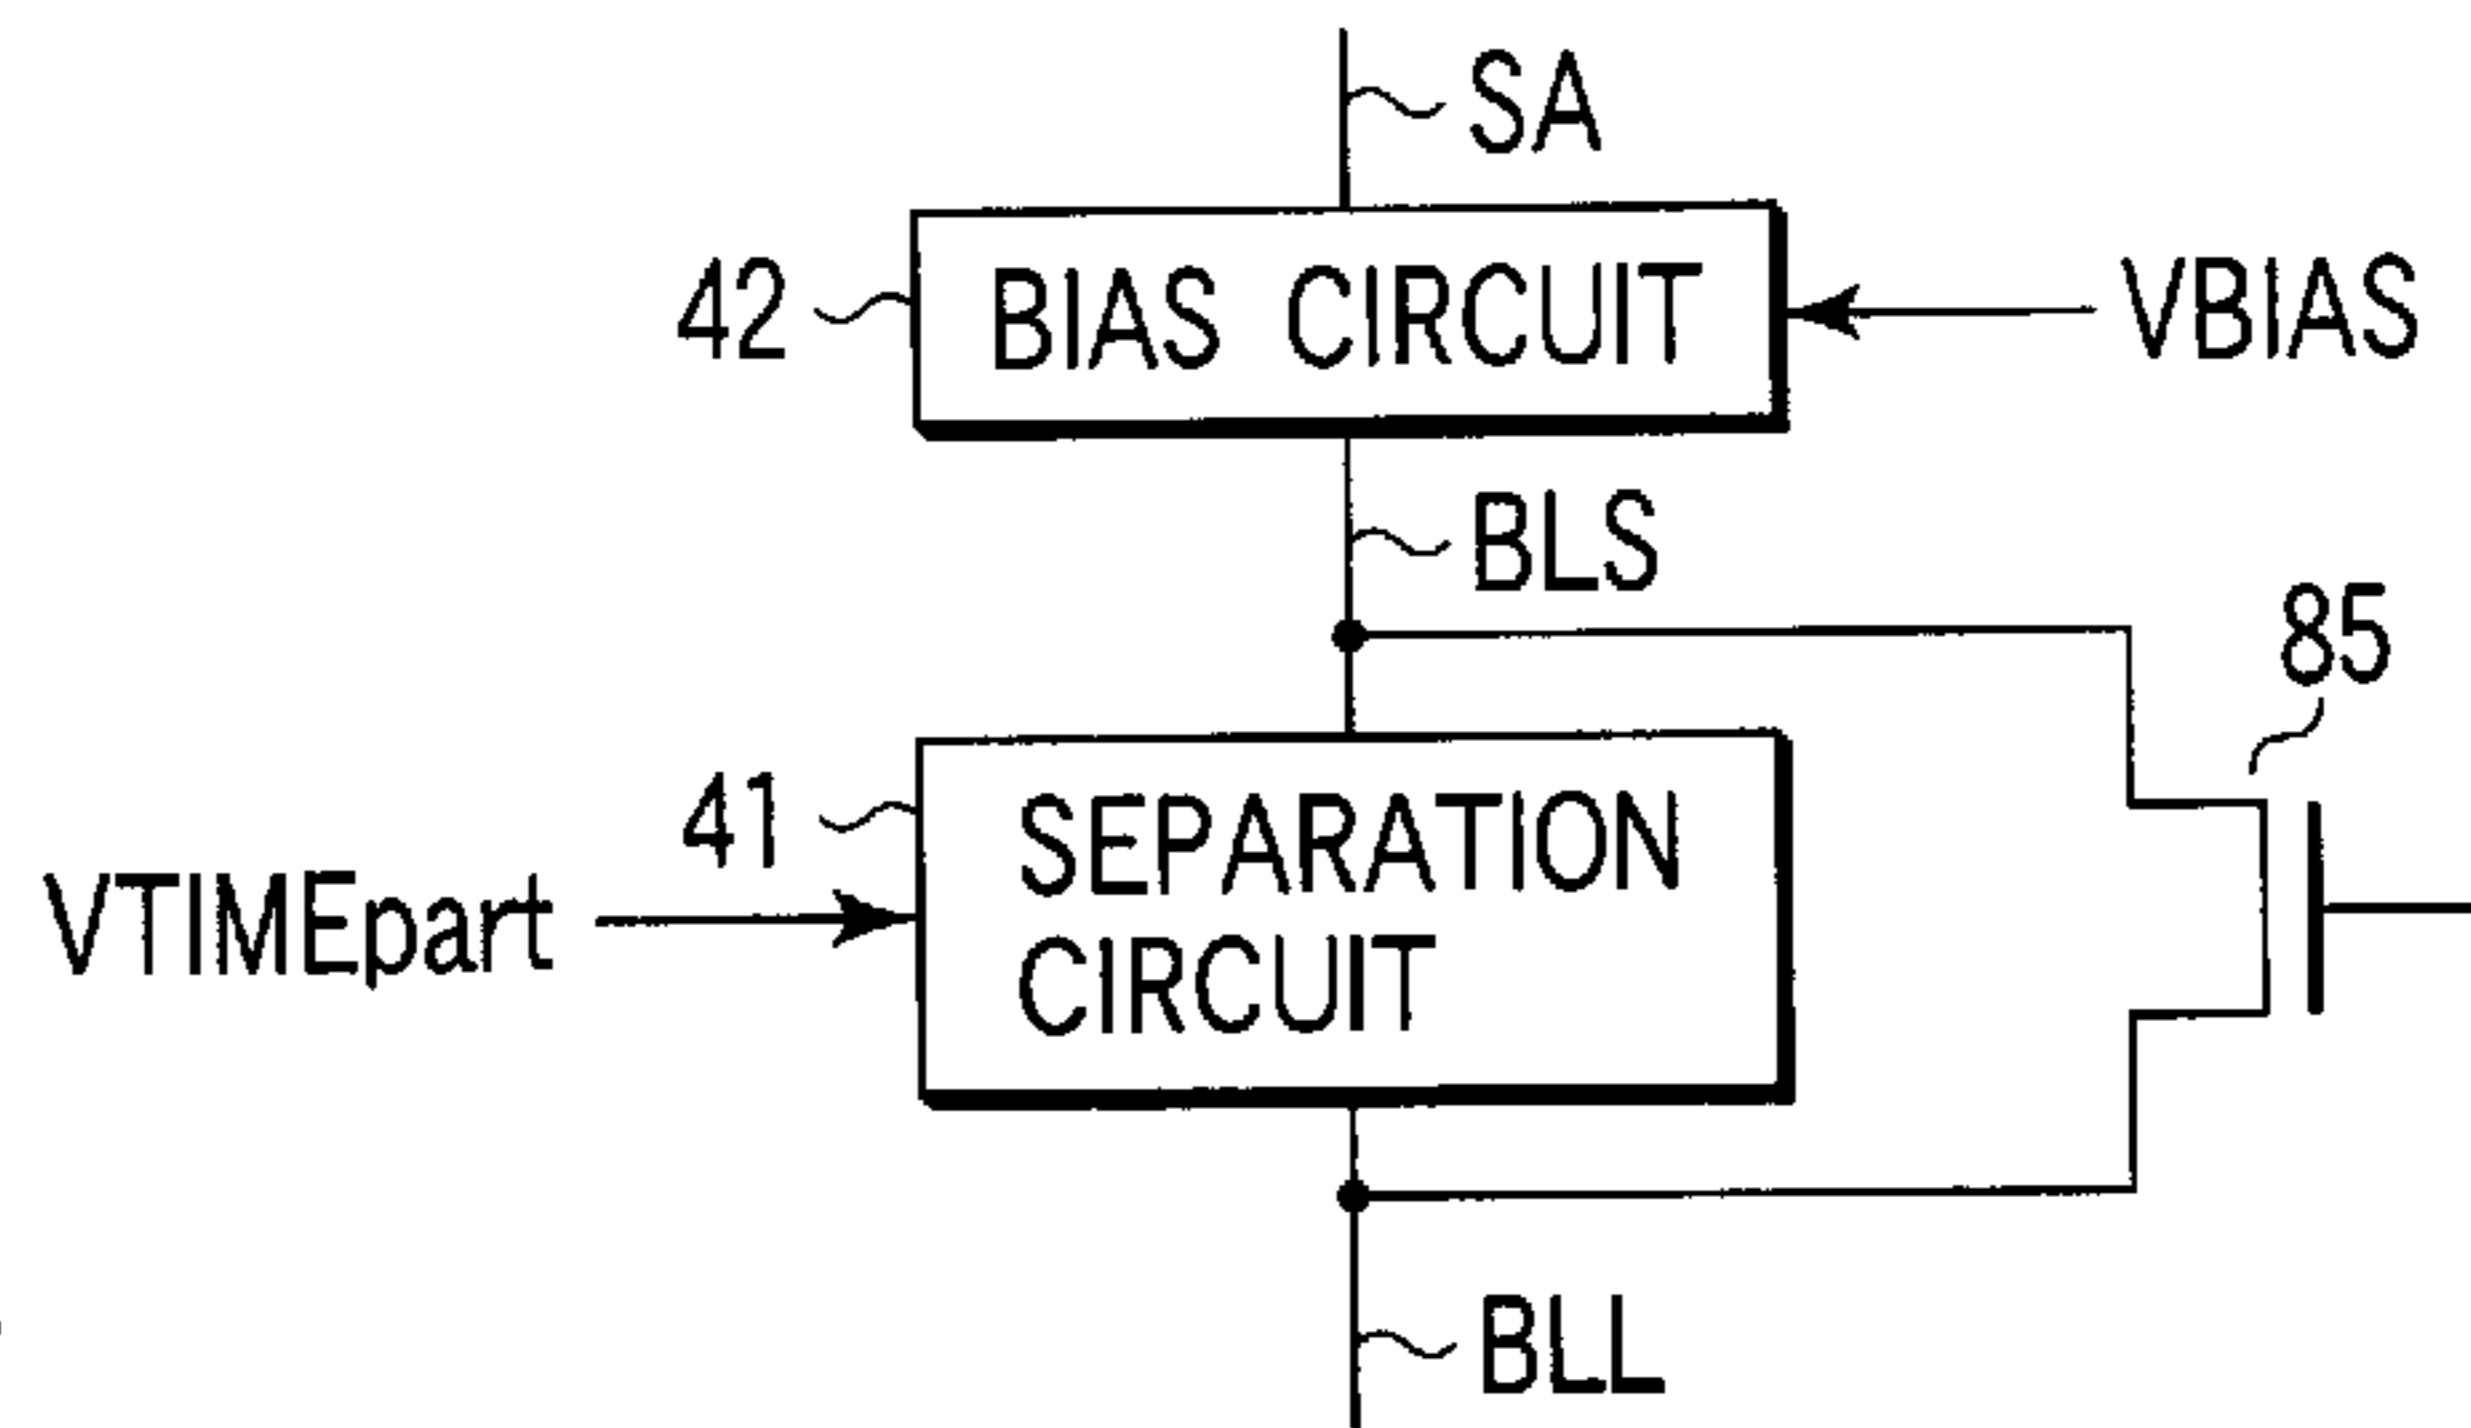 SA
42
BIAS CIRCUIT
VBIAS
BLS
85
41
SEPARATION
CIRCUIT
VTIMEpart
BLL